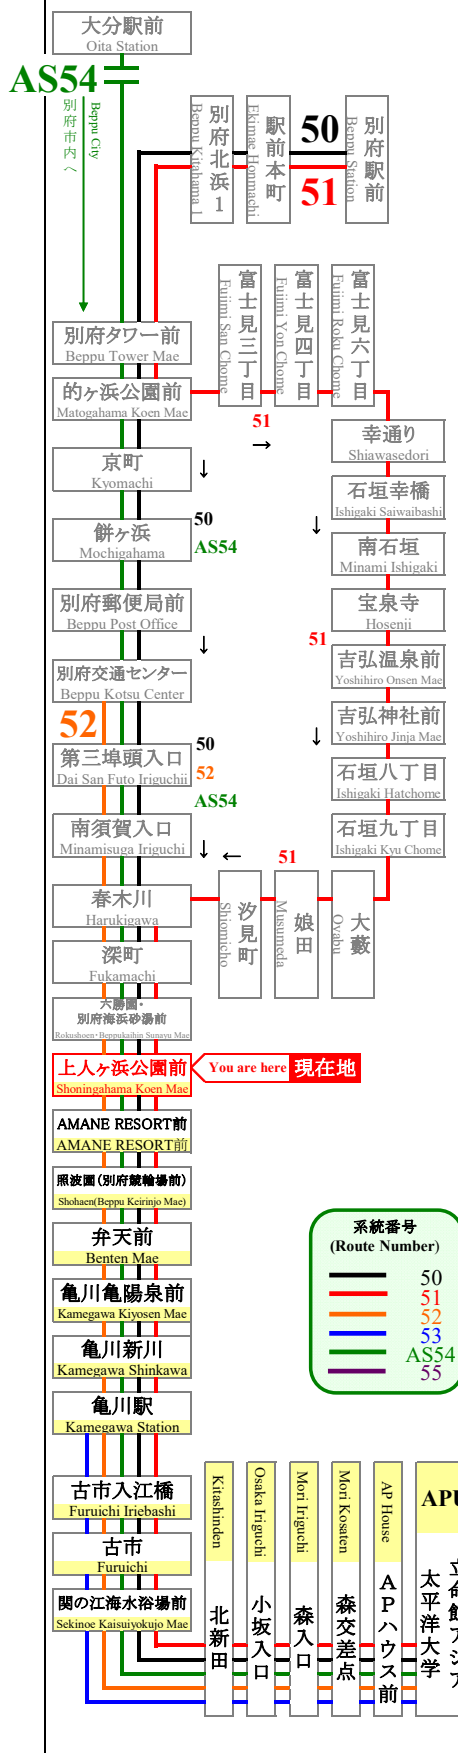 大分駅前
Oita Station
AS54
Beppu City
別府市内へ
別府北浜1
Beppu Kitahama 1
駅前本町
Ekimae Honmachi
50
51
別府駅前
Beppu Station
別府タワー前
Beppu Tower Mae
富士見三丁目
Fujimi San Chome
富士見四丁目
Fujimi Yon Chome
富士見六丁目
Fujimi Roku Chome
的ヶ浜公園前
Matogahama Koen Mae
51
→
幸通り
Shiawasedori
京町
Kyomachi
↓
石垣幸橋
Ishigaki Saiwaibashi
餅ヶ浜
Mochigahama
50
AS54
↓
南石垣
Minami Ishigaki
別府郵便局前
Beppu Post Office
↓
宝泉寺
Hosenji
51
吉弘温泉前
Yoshihiro Onsen Mae
別府交通センター
Beppu Kotsu Center
52
吉弘神社前
Yoshihiro Jinja Mae
↓
第三埠頭入口
Dai San Futo Iriguchii
50
52
AS54
石垣八丁目
Ishigaki Hatchome
南須賀入口
Minamisuga Iriguchi
↓
←
51
石垣九丁目
Ishigaki Kyu Chome
春木川
Harukigawa
汐見町
Shiomicho
娘田
Musumeda
大藪
Oyabu
深町
Fukamachi
六勝園・
別府海浜砂湯前
Rokushoen・Beppukaihin Sunayu Mae
上人ヶ浜公園前
Shoningahama Koen Mae
You are here 現在地
AMANE RESORT前
AMANE RESORT前
照波園(別府競輪場前)
Shohaen(Beppu Keirinjo Mae)
弁天前
Benten Mae
系統番号
(Route Number)
50
51
52
53
AS54
55
亀川亀陽泉前
Kamegawa Kiyosen Mae
亀川新川
Kamegawa Shinkawa
亀川駅
Kamegawa Station
古市入江橋
Furuichi Iriebashi
古市
Furuichi
関の江海水浴場前
Sekinoe Kaisuiyokujo Mae
Kitashinden
北新田
Osaka Iriguchi
小坂入口
Mori Iriguchi
森入口
Mori Kosaten
森交差点
AP House
APハウス前
APU
立命館アジア
太平洋大学